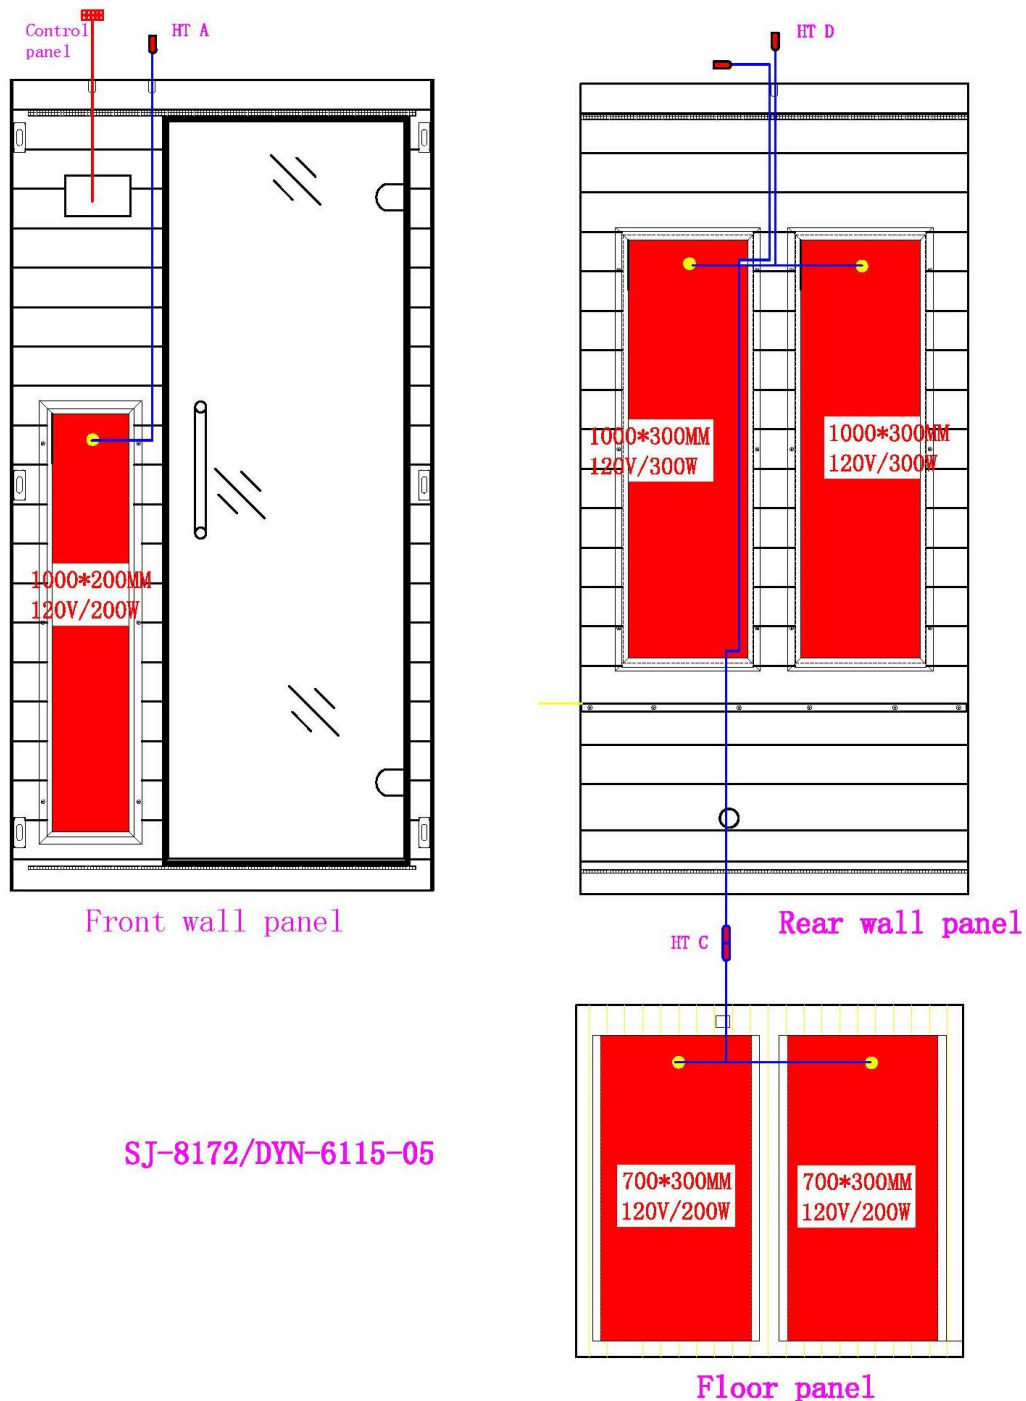 Control
panel
HT A
HT D
1000*200MM
120V/200W
1000*300MM
120V/300W
1000*300MM
120V/300W
Front wall panel
Rear wall panel
HT C
SJ-8172/DYN-6115-05
700*300MM
120V/200W
700*300MM
120V/200W
Floor panel